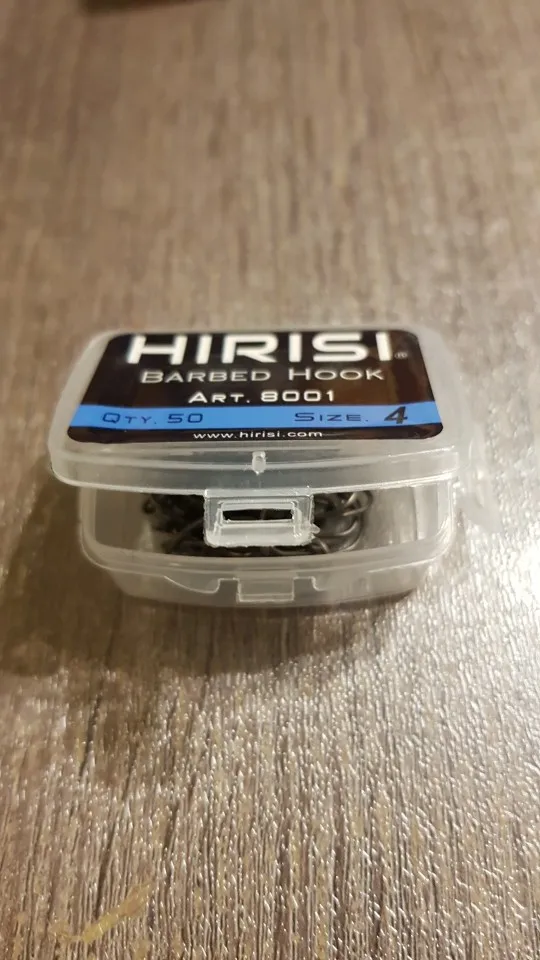 HIRISI®
BARBED HOOK
ART. 8001
QTY. 50 SIZE. 4
www.hirisi.com